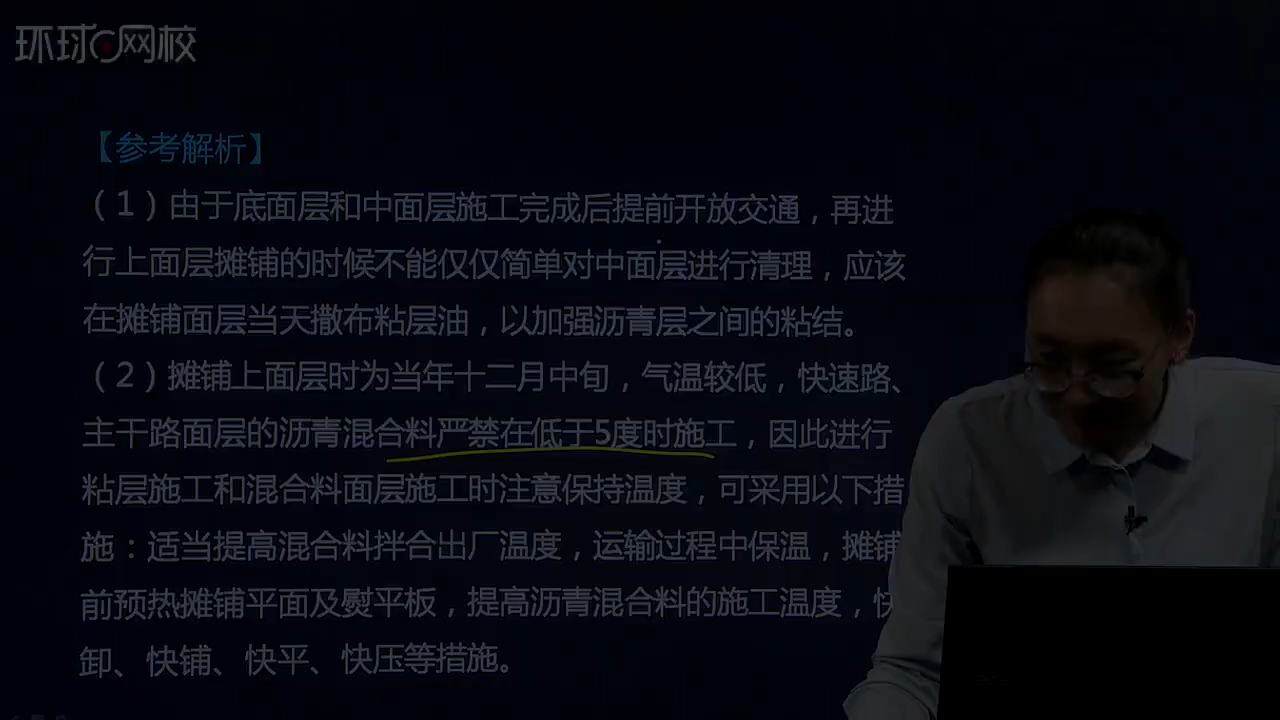 环球网校
【参考解析】
（1）由于底面层和中面层施工完成后提前开放交通，再进
行上面层摊铺的时候不能仅仅简单对中面层进行清理，应该
在摊铺面层当天撒布粘层油，以加强沥青层之间的粘结。
（2）摊铺上面层时为当年十二月中旬，气温较低，快速路、
主干路面层的沥青混合料严禁在低于5度时施工，因此进行
粘层施工和混合料面层施工时注意保持温度，可采用以下措
施：适当提高混合料拌合出厂温度，运输过程中保温，摊铺
前预热摊铺平面及熨平板，提高沥青混合料的施工温度，快
卸、快铺、快平、快压等措施。